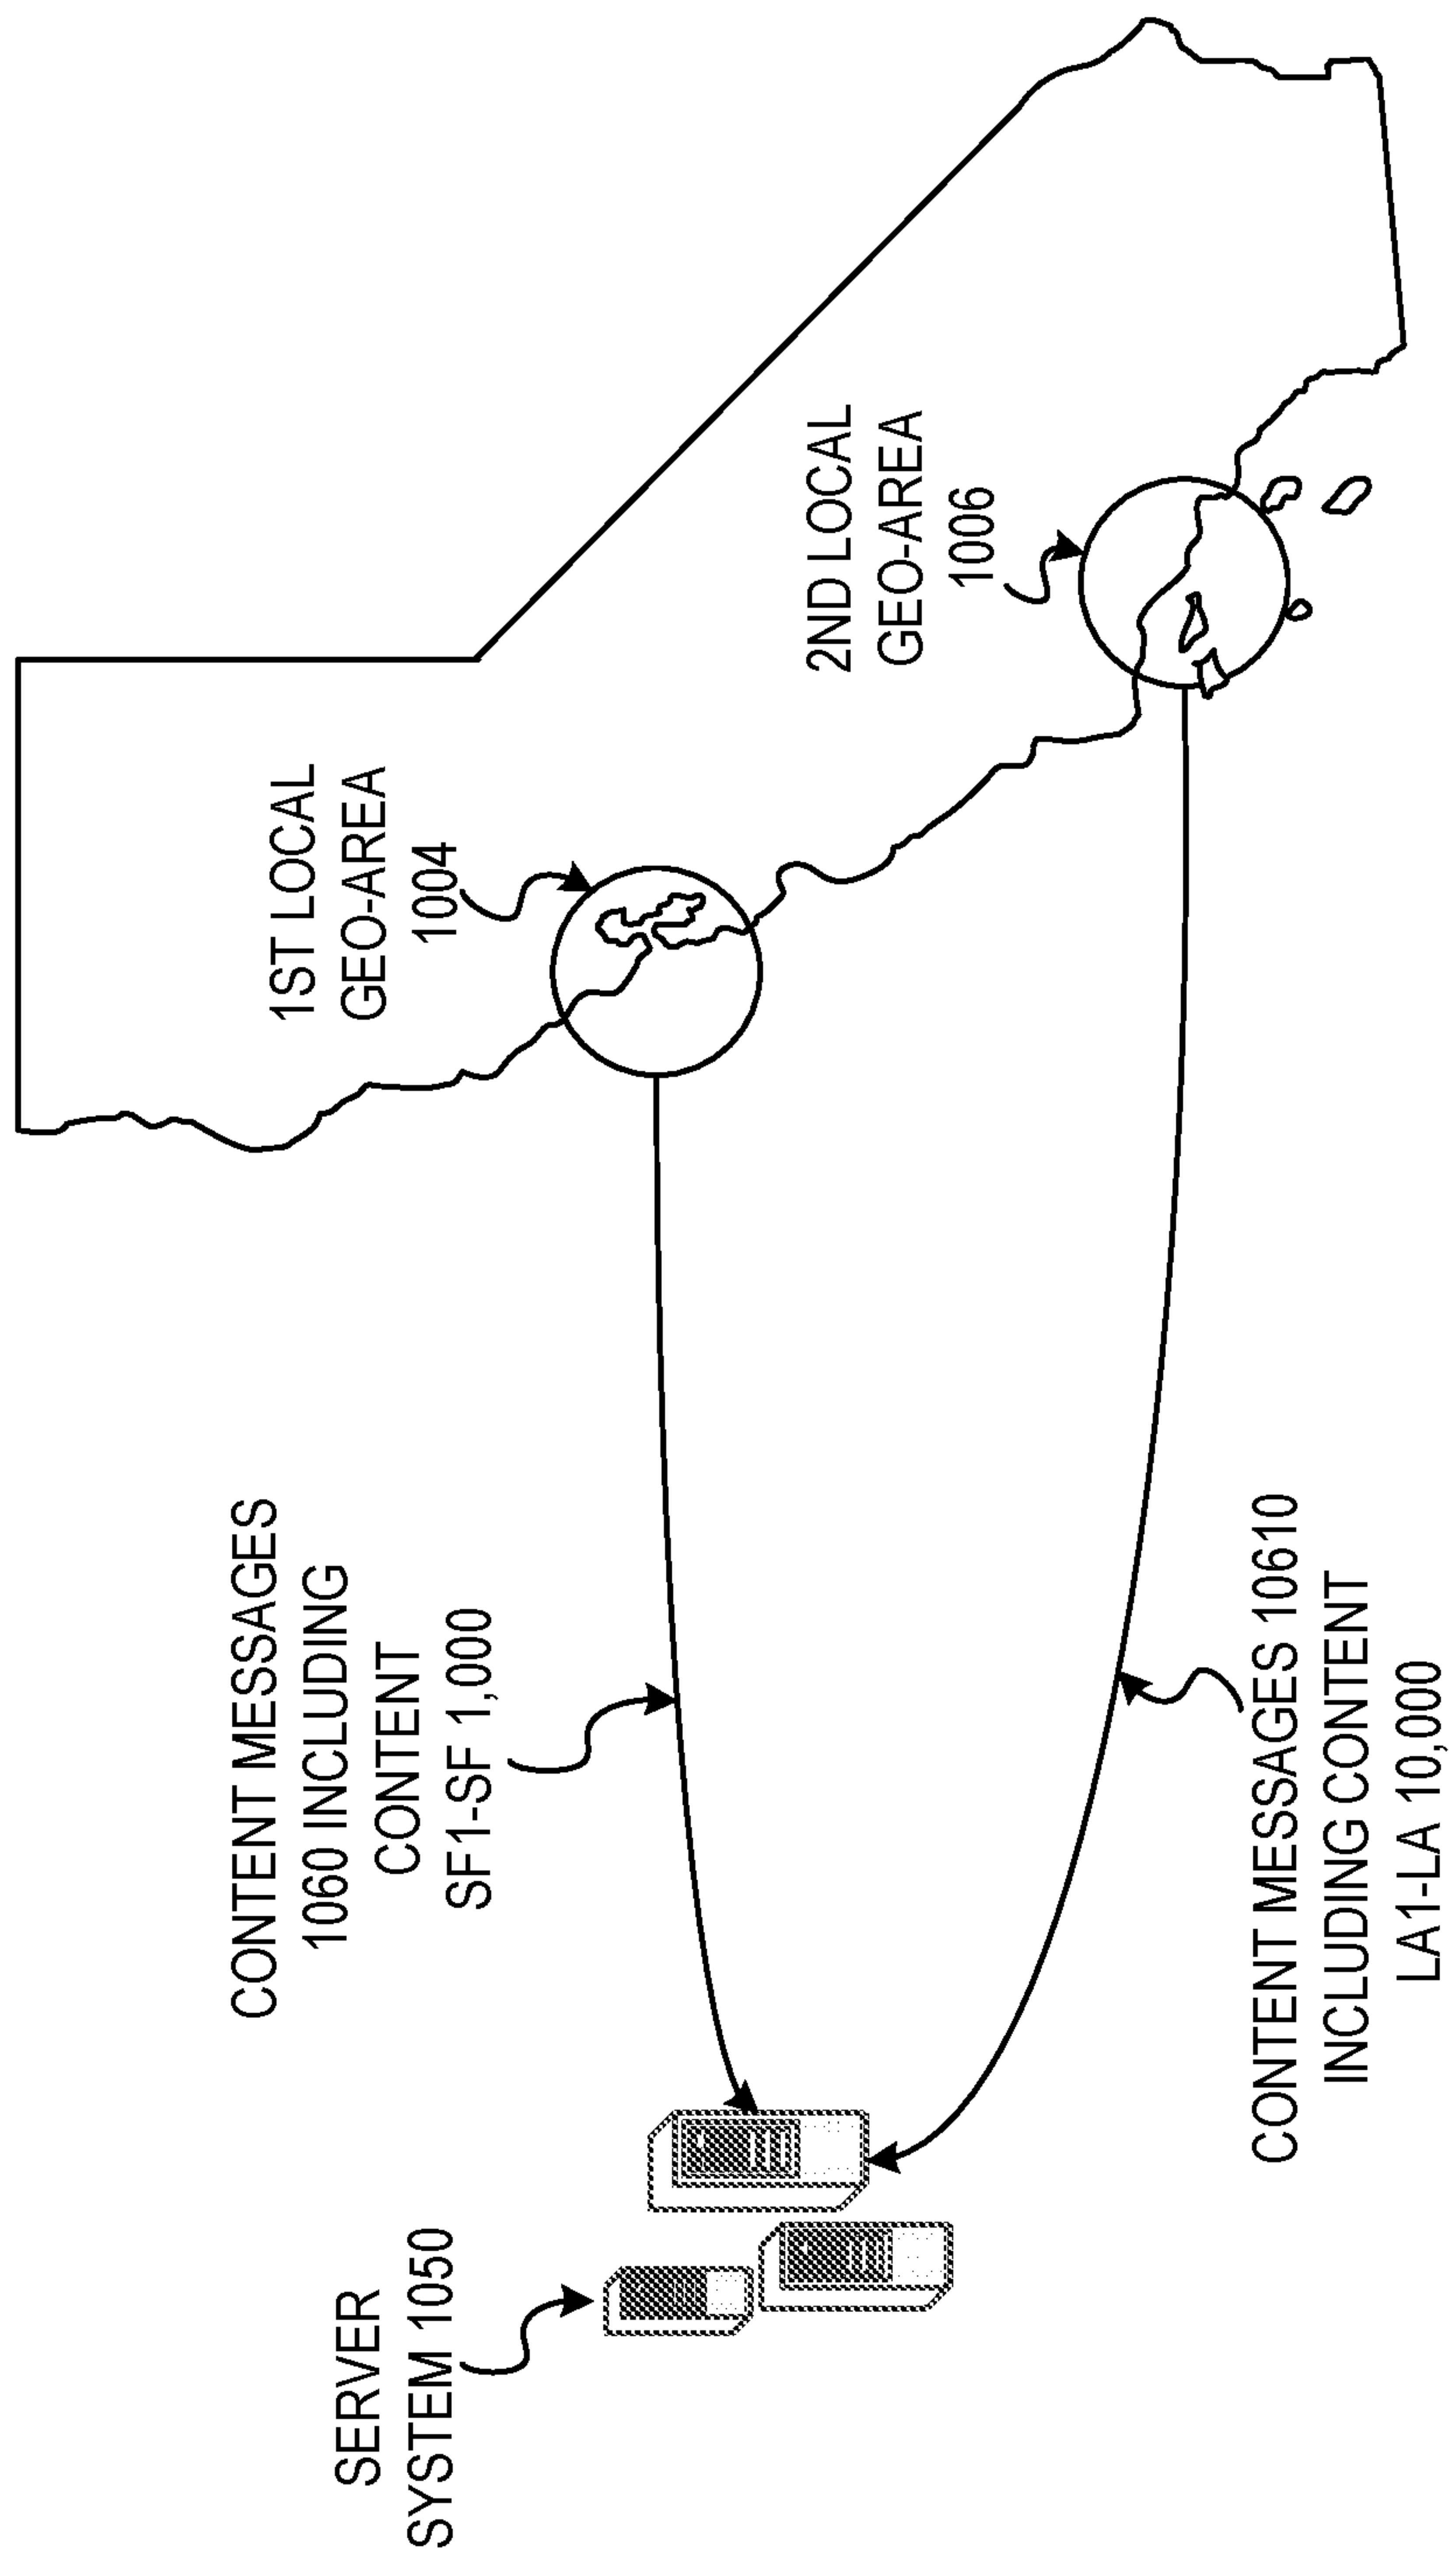 SERVER
SYSTEM 1050
CONTENT MESSAGES
1060 INCLUDING
CONTENT
SF1-SF 1,000
1ST LOCAL
GEO-AREA
1004
2ND LOCAL
GEO-AREA
1006
CONTENT MESSAGES 10610
INCLUDING CONTENT
LA1-LA 10,000